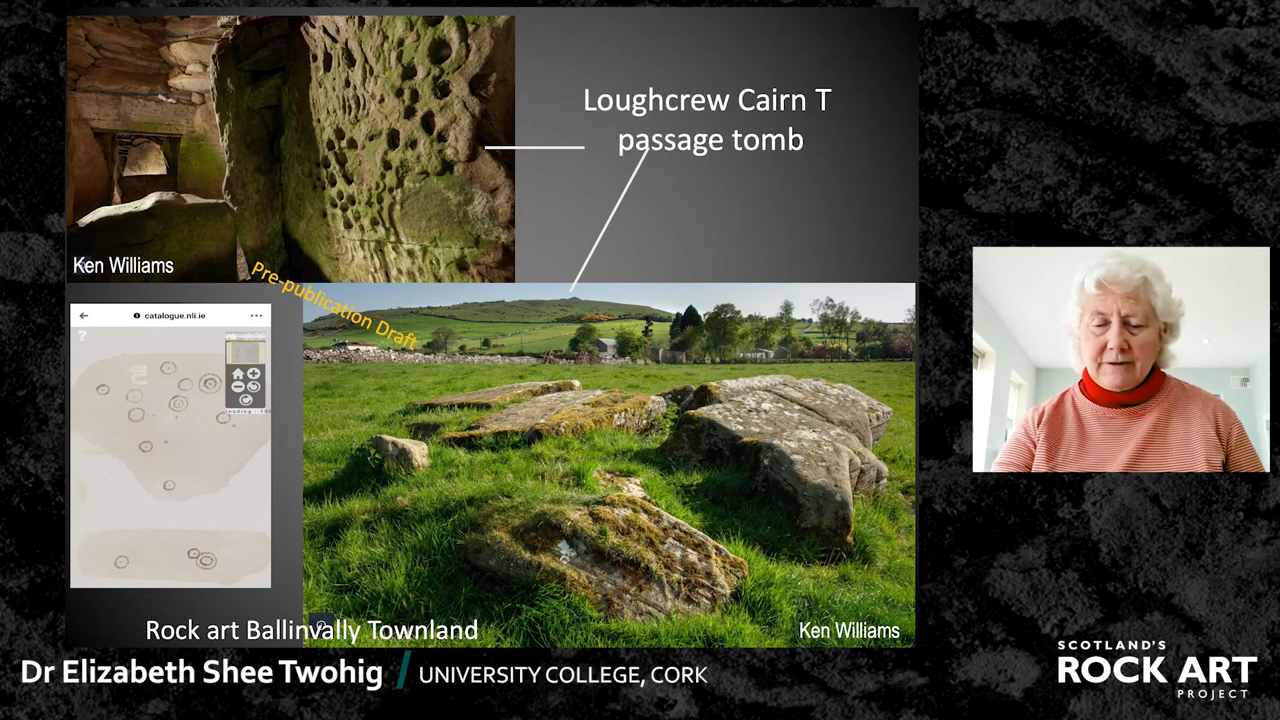 Loughcrew Cairn T
passage tomb
Ken Williams
Pre-publication Draft
catalogue.nli.ie
?
Rock art Ballinvally Townland
Ken Williams
Dr Elizabeth Shee Twohig / UNIVERSITY COLLEGE, CORK
SCOTLAND'S
ROCK ART
PROJECT